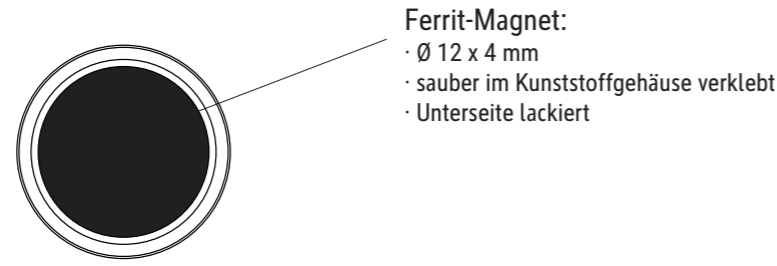 Ferrit-Magnet:
· Ø 12 x 4 mm
· sauber im Kunststoffgehäuse verklebt
· Unterseite lackiert